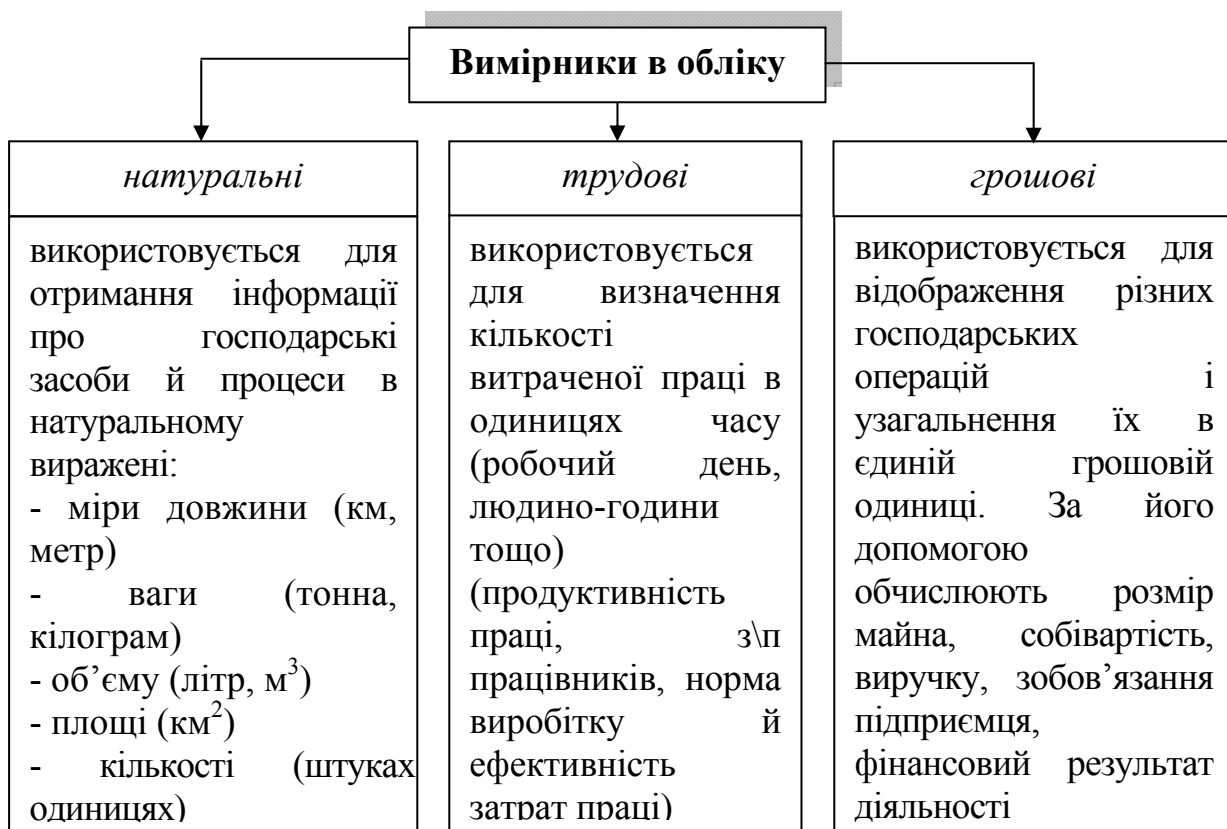 Вимірники в обліку
натуральні
використовується для
отримання інформації
про господарські
засоби й процеси в
натуральному
виражені:
- міри довжини (км,
метр)
- ваги (тонна,
кілограм)
- об’єму (літр, м³)
- площі (км²)
- кількості (штуках
одиницях)
трудові
використовується
для визначення
кількості
витраченої праці в
одиницях часу
(робочий день,
людино-години
тощо)
(продуктивність
праці, з\п
працівників, норма
виробітку й
ефективність
затрат праці)
грошові
використовується для
відображення різних
господарських
операцій і
узагальнення їх в
єдиній грошовій
одиниці. За його
допомогою
обчислюють розмір
майна, собівартість,
виручку, зобов’язання
підприємця,
фінансовий результат
діяльності